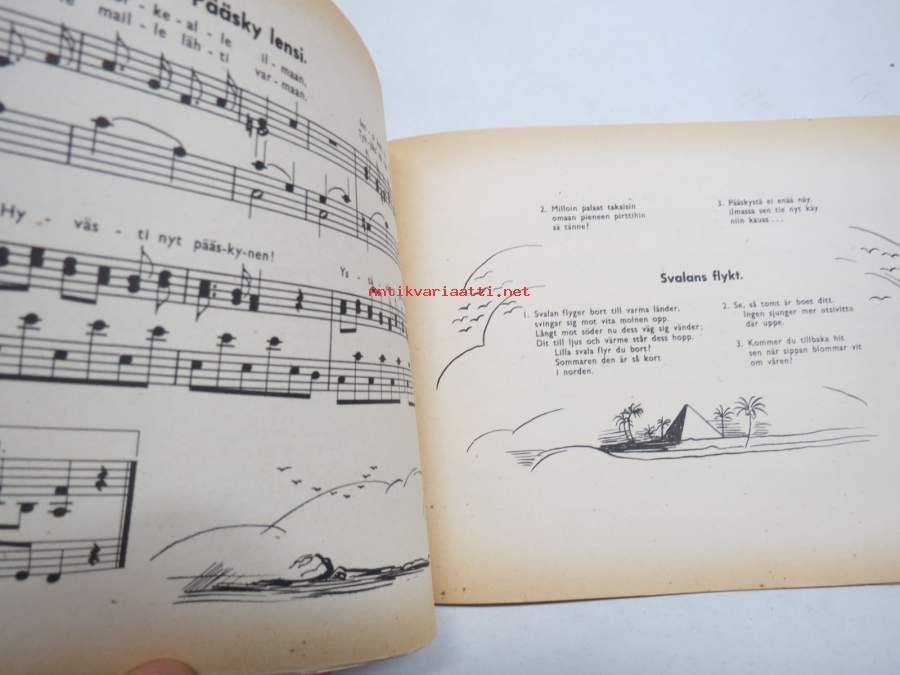 Pääsky lensi.
ke - al - le il - maan,
mail - le läh - ti var - maan.
Hy - väs - ti nyt pääs - ky - nen!
Ys - tä
2. Milloin palaat takaisin
omaan pieneen pirttihin
sä tänne?
3. Pääskystä ei enää näy,
ilmassa sen tie nyt käy
niin kauas ...
Svalans flykt.
1. Svalan flyger bort till varma länder,
svingar sig mot vita molnen opp.
Långt mot söder nu dess väg sig vänder;
Dit till ljus och värme står dess hopp.
Lilla svala flyr du bort?
Sommaren den är så kort
i norden.
2. Se, så tomt är boet ditt.
Ingen sjunger mer »tsivitt»
där uppe.
3. Kommer du tillbaka hit
sen när sippan blommar vit
om våren?
antikvariaatti.net